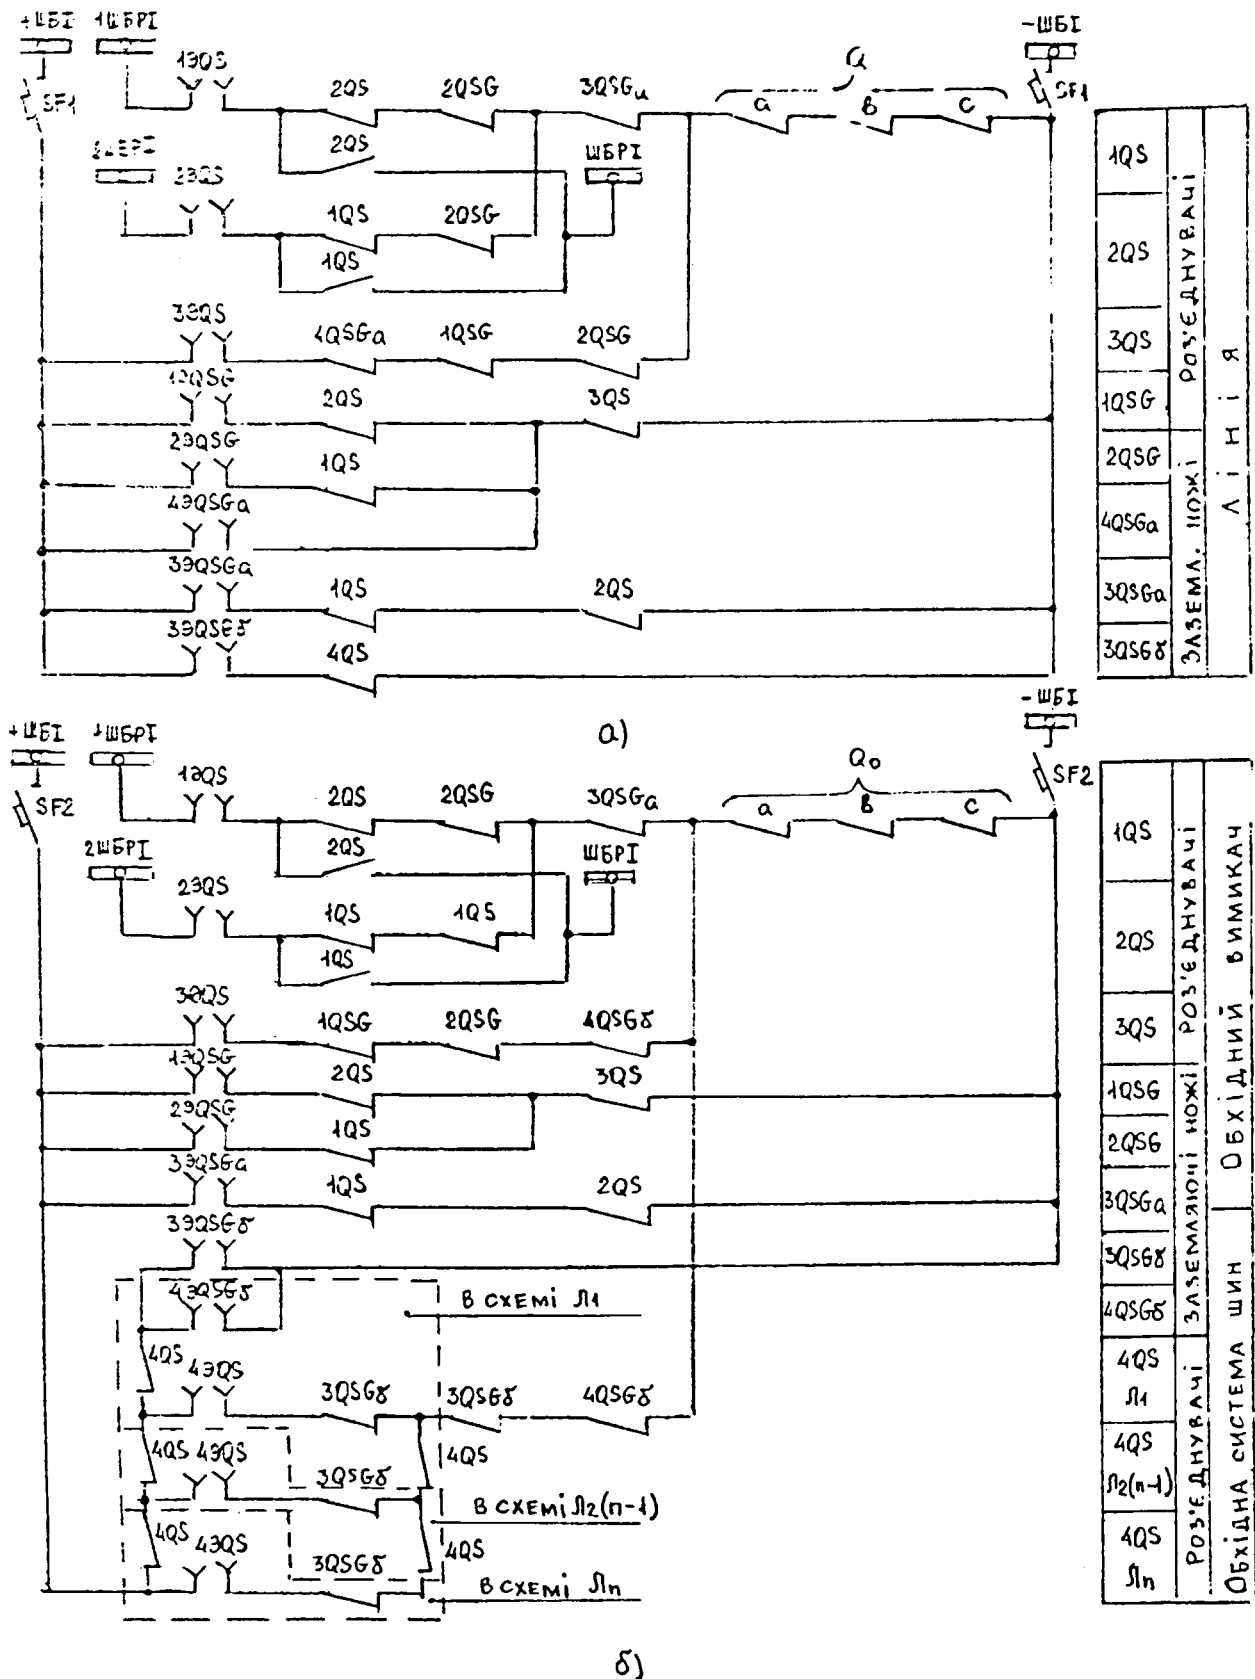 +ШБІ 1ШБРІ -ШБІ
SF1 1ЭQS 2QS 2QSG 3QSGа Q a в c SF1
2QS
2ШБРІ 2ЭQS ШБРІ
1QS 2QSG
1QS
3ЭQS 4QSGa 1QSG 2QSG
1ЭQSG 2QS 3QS
2ЭQSG 1QS
4ЭQSGa
3ЭQSGa 1QS 2QS
3ЭQSGб 4QS
1QS
2QS
3QS
1QSG
2QSG
4QSGa
3QSGa
3QSGб
РОЗ'ЄДНУВАЧІ
ЗАЗЕМЛ. НОЖІ
ЛІНІЯ
а)
+ШБІ 1ШБРІ -ШБІ
SF2 1ЭQS 2QS 2QSG 3QSGa Qo a в c SF2
2QS
2ШБРІ 2ЭQS ШБРІ
1QS 1QS
1QS
3ЭQS 1QSG 2QSG 4QSGб
1ЭQSG 2QS 3QS
2ЭQSG 1QS
3ЭQSGa 1QS 2QS
3ЭQSGб
4ЭQSGб В СХЕМІ Л1
4QS 4ЭQS 3QSGб 3QSGб 4QSGб
4QS 4ЭQS 3QSGб 4QS
В СХЕМІ Л2(n-1)
4QS 4ЭQS 3QSGб 4QS
В СХЕМІ Лn
1QS
2QS
3QS
1QSG
2QSG
3QSGa
3QSGб
4QSGб
4QS
Л1
4QS
Л2(n-1)
4QS
Лn
РОЗ'ЄДНУВАЧІ
ЗАЗЕМЛЯЮЧІ НОЖІ
РОЗ'ЄДНУВАЧІ
ОБХІДНИЙ ВИМИКАЧ
ОБХІДНА СИСТЕМА ШИН
б)